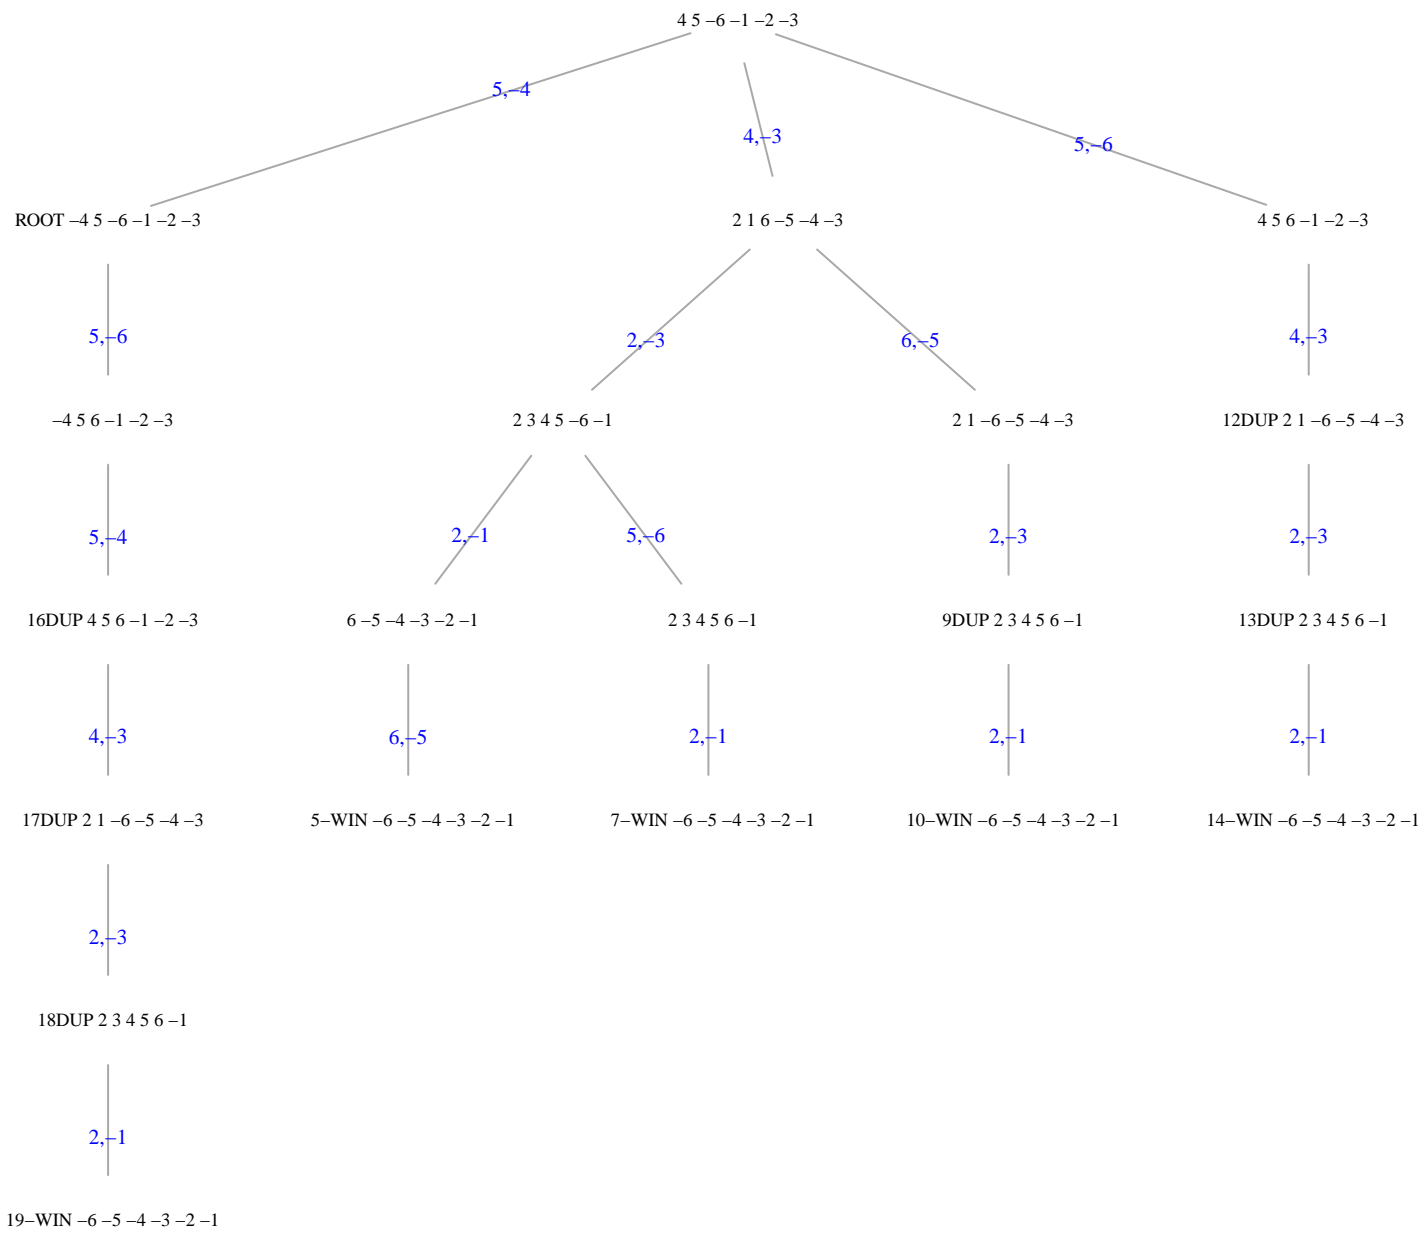 4 5 –6 –1 –2 –3
5,–4
4,–3
5,–6
ROOT –4 5 –6 –1 –2 –3
2 1 6 –5 –4 –3
4 5 6 –1 –2 –3
5,–6
2,–3
6,–5
4,–3
–4 5 6 –1 –2 –3
2 3 4 5 –6 –1
2 1 –6 –5 –4 –3
12DUP 2 1 –6 –5 –4 –3
5,–4
2,–1
5,–6
2,–3
2,–3
16DUP 4 5 6 –1 –2 –3
6 –5 –4 –3 –2 –1
2 3 4 5 6 –1
9DUP 2 3 4 5 6 –1
13DUP 2 3 4 5 6 –1
4,–3
6,–5
2,–1
2,–1
2,–1
17DUP 2 1 –6 –5 –4 –3
5–WIN –6 –5 –4 –3 –2 –1
7–WIN –6 –5 –4 –3 –2 –1
10–WIN –6 –5 –4 –3 –2 –1
14–WIN –6 –5 –4 –3 –2 –1
2,–3
18DUP 2 3 4 5 6 –1
2,–1
19–WIN –6 –5 –4 –3 –2 –1